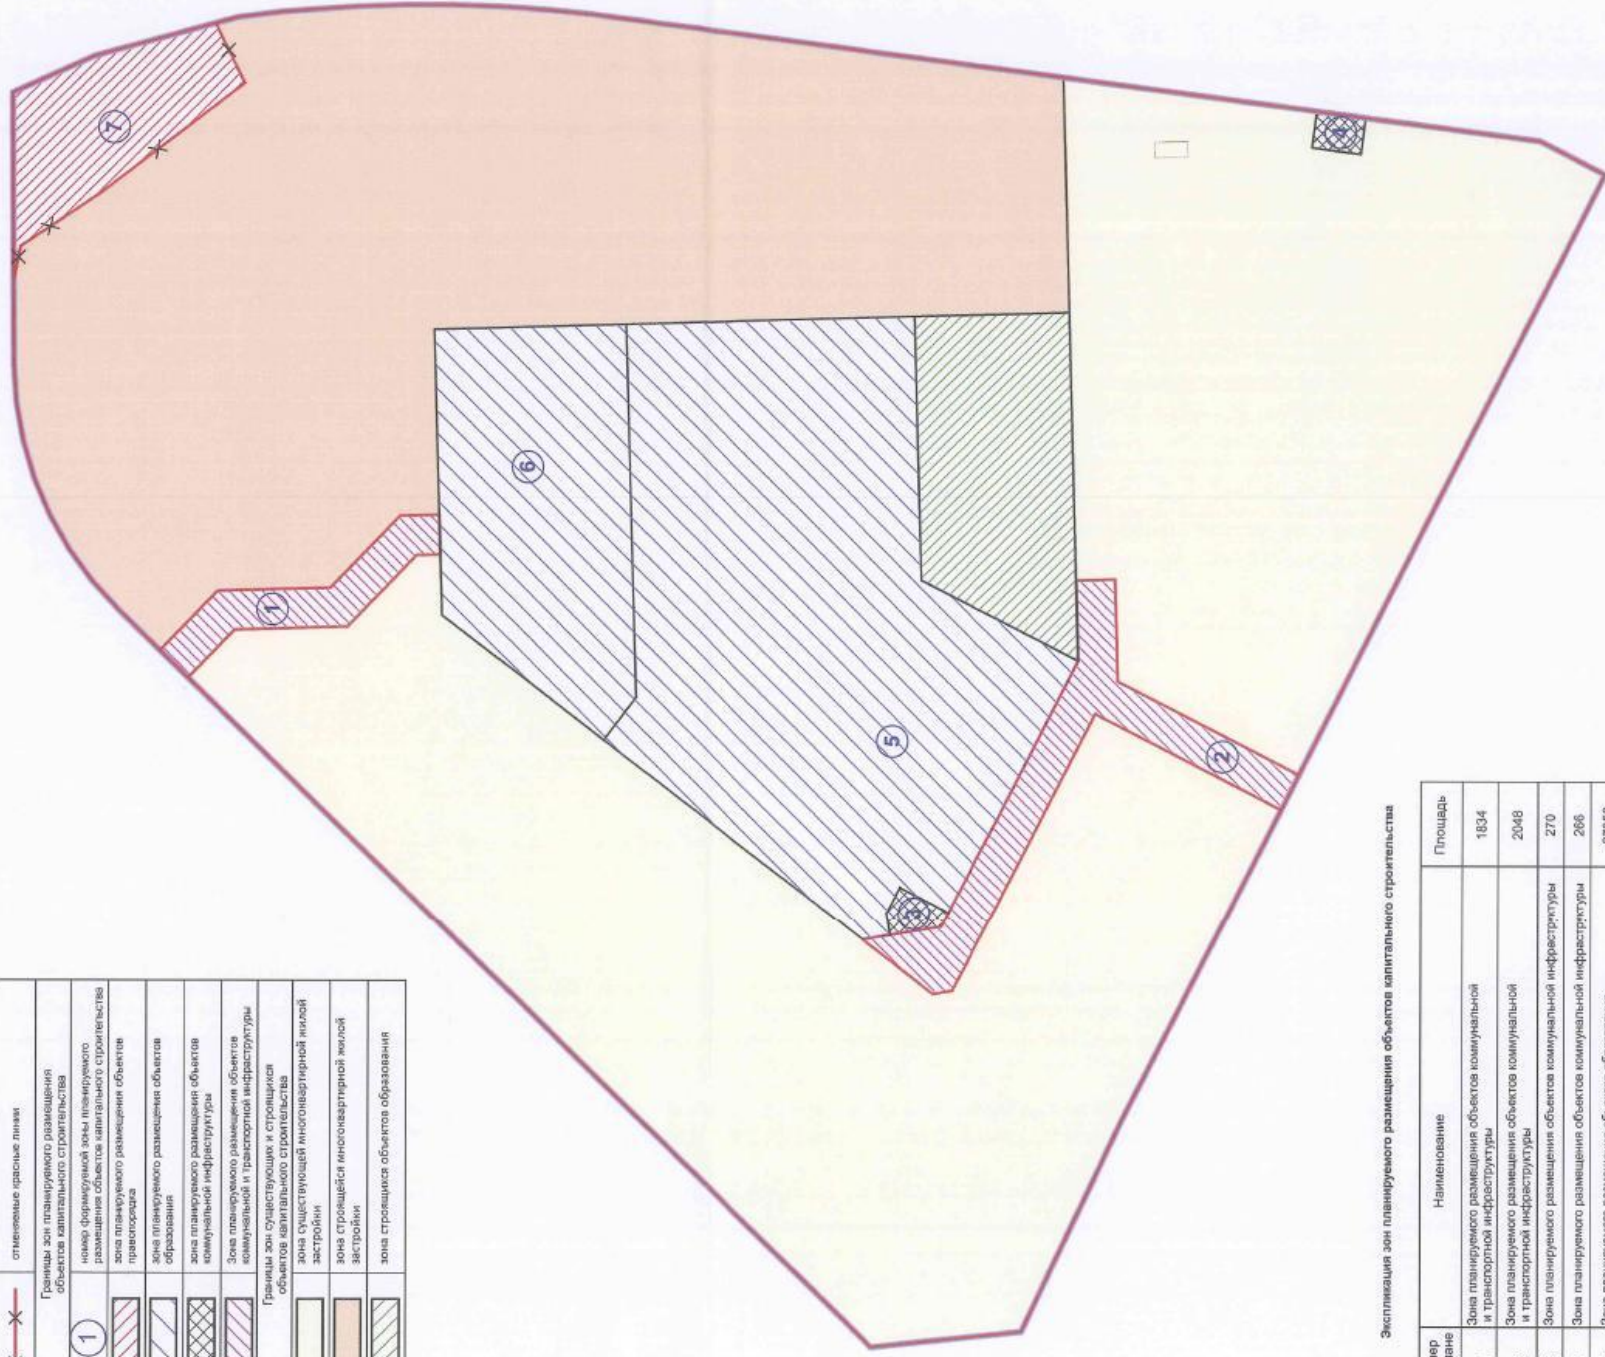 отменяемые красные линии
Границы зон планируемого размещения
объектов капитального строительства
1
номер формируемой зоны планируемого
размещения объектов капитального строительства
зона планируемого размещения объектов
правопорядка
зона планируемого размещения объектов
образования
зона планируемого размещения объектов
коммунальной инфраструктуры
Зона планируемого размещения объектов
коммунальной и транспортной инфраструктуры
Границы зон существующих и строящихся
объектов капитального строительства
зона существующей многоквартирной жилой
застройки
зона строящейся многоквартирной жилой
застройки
зона строящихся объектов образования
7
4
6
1
5
2
3
Экспликация зон планируемого размещения объектов капитального строительства
Наименование
Площадь
Зона планируемого размещения объектов коммунальной
и транспортной инфраструктуры
1834
Зона планируемого размещения объектов коммунальной
и транспортной инфраструктуры
2048
Зона планируемого размещения объектов коммунальной инфраструктуры
270
Зона планируемого размещения объектов коммунальной инфраструктуры
266